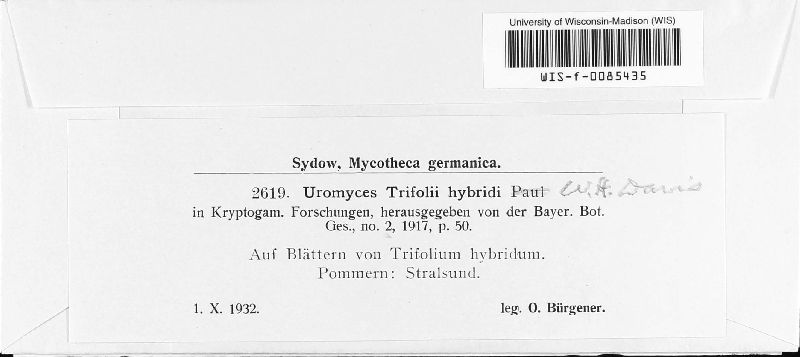 University of Wisconsin-Madison (WIS)
WIS-f-0085435
Sydow, Mycotheca germanica.
2619. Uromyces Trifolii hybridi Paul W.H. Davis
in Kryptogam. Forschungen, herausgegeben von der Bayer. Bot.
Ges., no. 2, 1917, p. 50.
Auf Blättern von Trifolium hybridum.
Pommern: Stralsund.
1. X. 1932. leg. O. Bürgener.